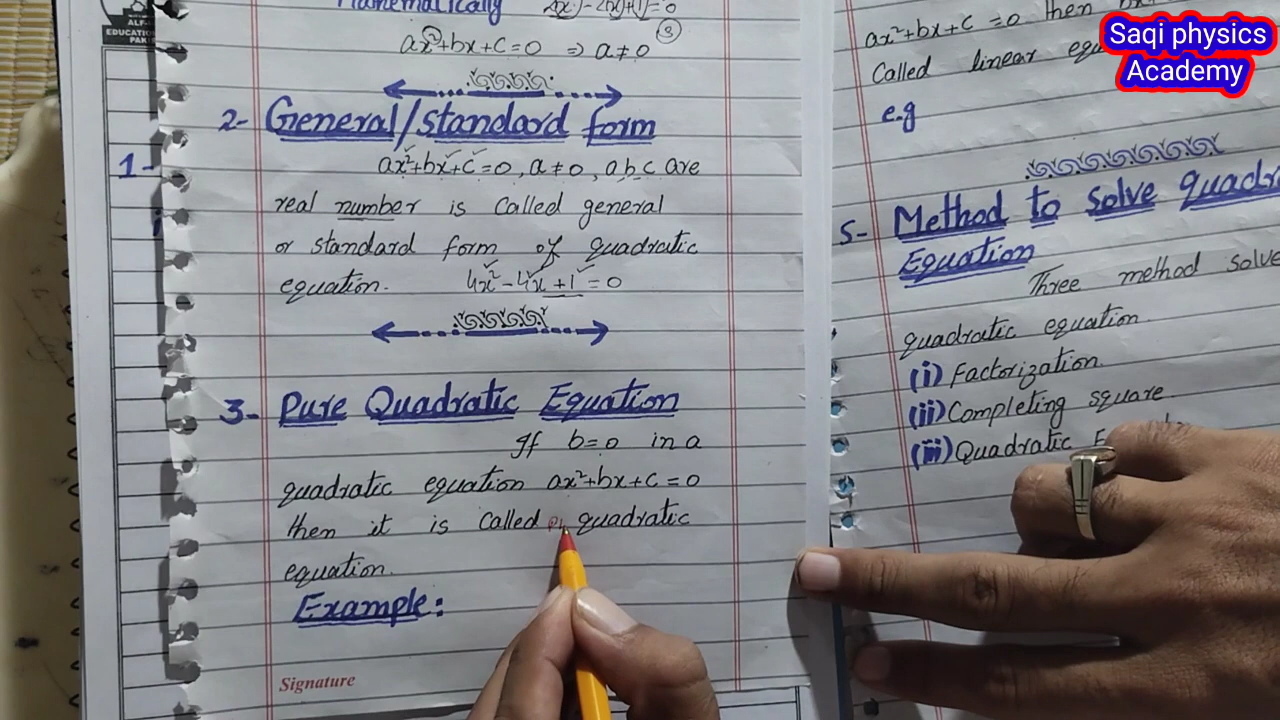 Mathematically
ax²+bx+c=0 ⇒ a≠0
2- General/standard form
1-
ax²+bx+c=0, a≠0, a b c are
real number is called general
or standard form of quadratic
equation. 4x²-4x+1=0
3- Pure Quadratic Equation
If b=0 in a
quadratic equation ax²+bx+c=0
then it is called quadratic
equation.
Example:
Signature
ax²+bx+c=0 then
Called linear
e.g
5- Method to solve
Equation
Three method solve
quadratic equation
(i) Factorization.
(ii) Completing square
(iii) Quadratic
Saqi physics
Academy